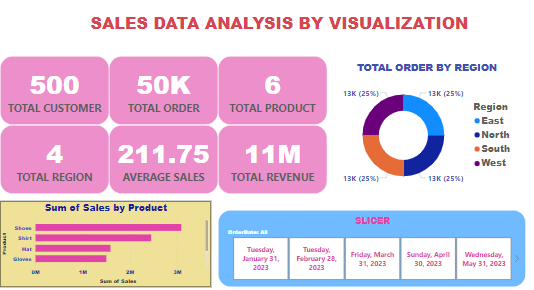 SALES DATA ANALYSIS BY VISUALIZATION
500
TOTAL CUSTOMER
50K
TOTAL ORDER
6
TOTAL PRODUCT
4
TOTAL REGION
211.75
AVERAGE SALES
11M
TOTAL REVENUE
TOTAL ORDER BY REGION
13K (25%)
13K (25%)
13K (25%)
13K (25%)
Region
East
North
South
West
Sum of Sales by Product
Product
Shoes
Shirt
Hat
Gloves
0M
1M
2M
3M
Sum of Sales
SLICER
OrderDate: All
Tuesday,
January 31,
2023
Tuesday,
February 28,
2023
Friday, March
31, 2023
Sunday, April
30, 2023
Wednesday,
May 31, 2023